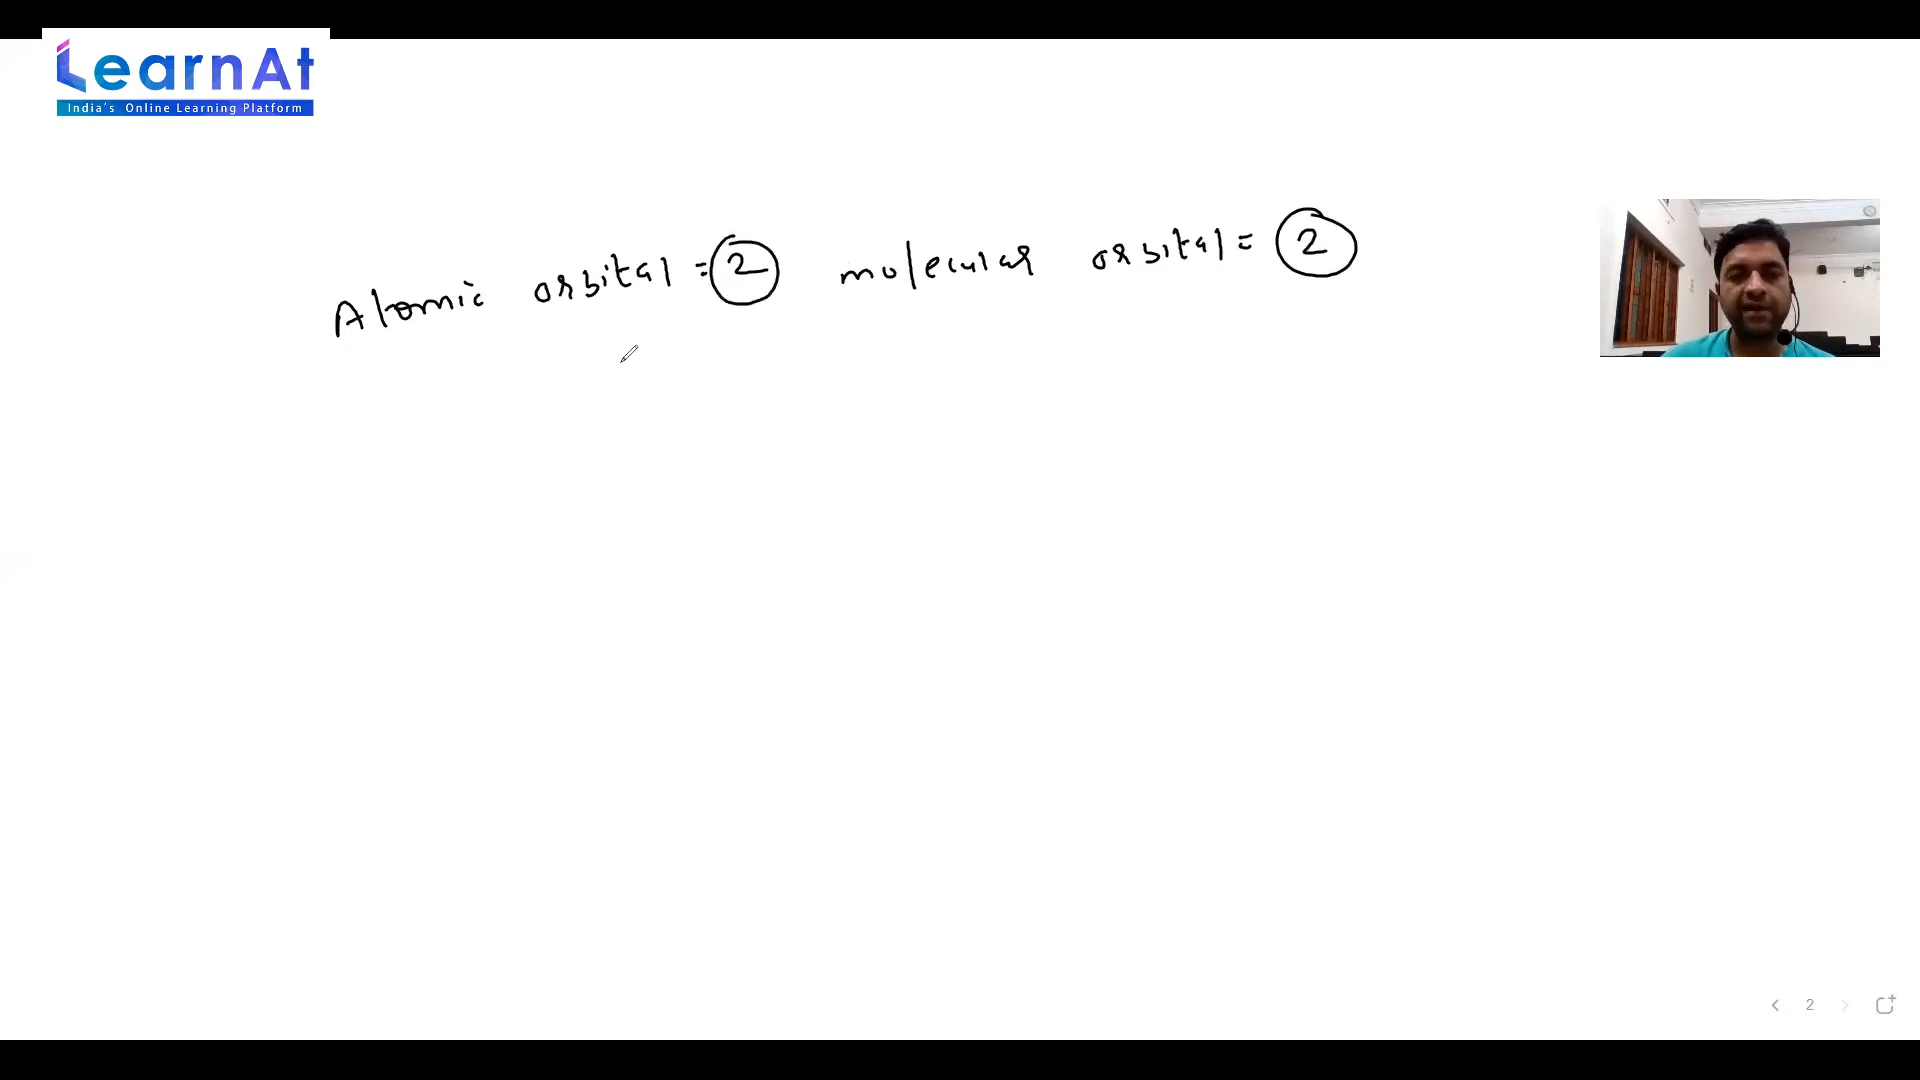 LearnAt
India's Online Learning Platform
Atomic orbital = 2 molecular orbital = 2
2